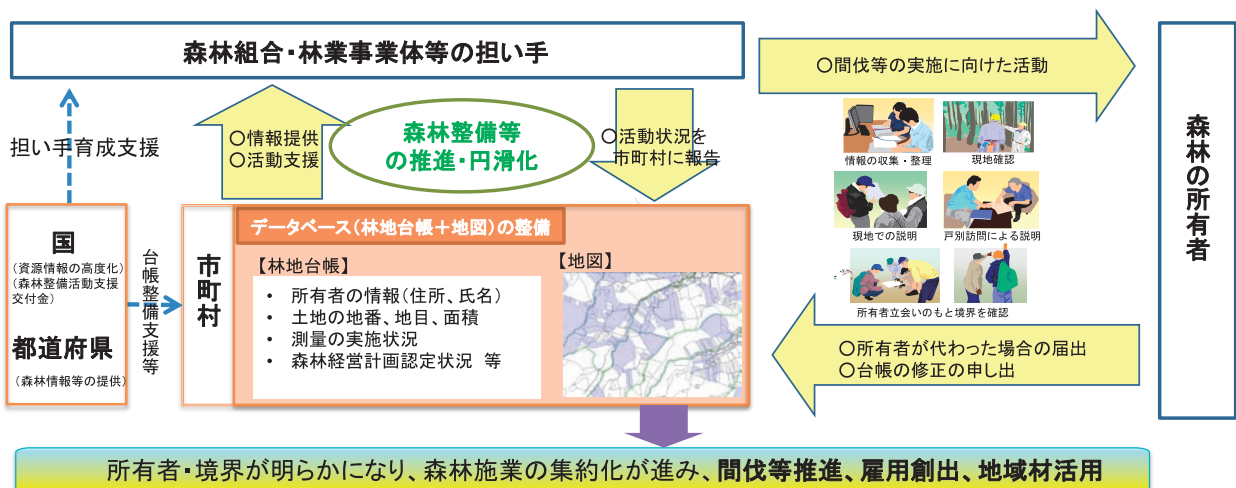 森林組合・林業事業体等の担い手
〇間伐等の実施に向けた活動
森林の所有者
担い手育成支援
〇情報提供
〇活動支援
森林整備等
の推進・円滑化
〇活動状況を
市町村に報告
情報の収集・整理
現地確認
現地での説明
戸別訪問による説明
所有者立会いのもと境界を確認
国
(資源情報の高度化)
(森林整備活動支援
交付金)
都道府県
(森林情報等の提供)
台帳整備支援等
市町村
データベース(林地台帳+地図)の整備
【林地台帳】
• 所有者の情報(住所、氏名)
• 土地の地番、地目、面積
• 測量の実施状況
• 森林経営計画認定状況 等
【地図】
〇所有者が代わった場合の届出
〇台帳の修正の申し出
所有者・境界が明らかになり、森林施業の集約化が進み、間伐等推進、雇用創出、地域材活用